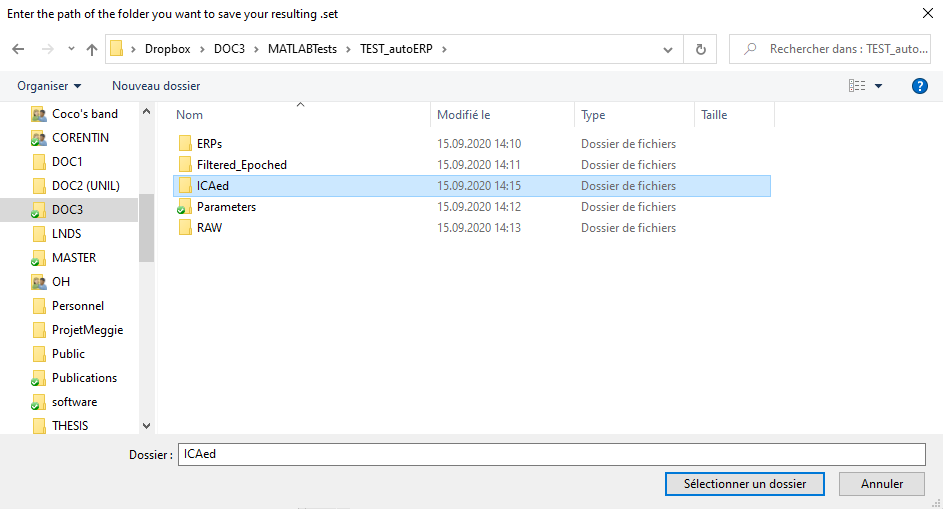 Enter the path of the folder you want to save your resulting .set
Dropbox > DOC3 > MATLABTests > TEST_autoERP >
Rechercher dans : TEST_auto...
Organiser
Nouveau dossier
?
Coco's band
CORENTIN
DOC1
DOC2 (UNIL)
DOC3
LNDS
MASTER
OH
Personnel
ProjetMeggie
Public
Publications
software
THESIS
Nom Modifié le Type Taille
ERPs 15.09.2020 14:10 Dossier de fichiers
Filtered_Epoched 15.09.2020 14:11 Dossier de fichiers
ICAed 15.09.2020 14:15 Dossier de fichiers
Parameters 15.09.2020 14:12 Dossier de fichiers
RAW 15.09.2020 14:13 Dossier de fichiers
Dossier : ICAed
Sélectionner un dossier
Annuler